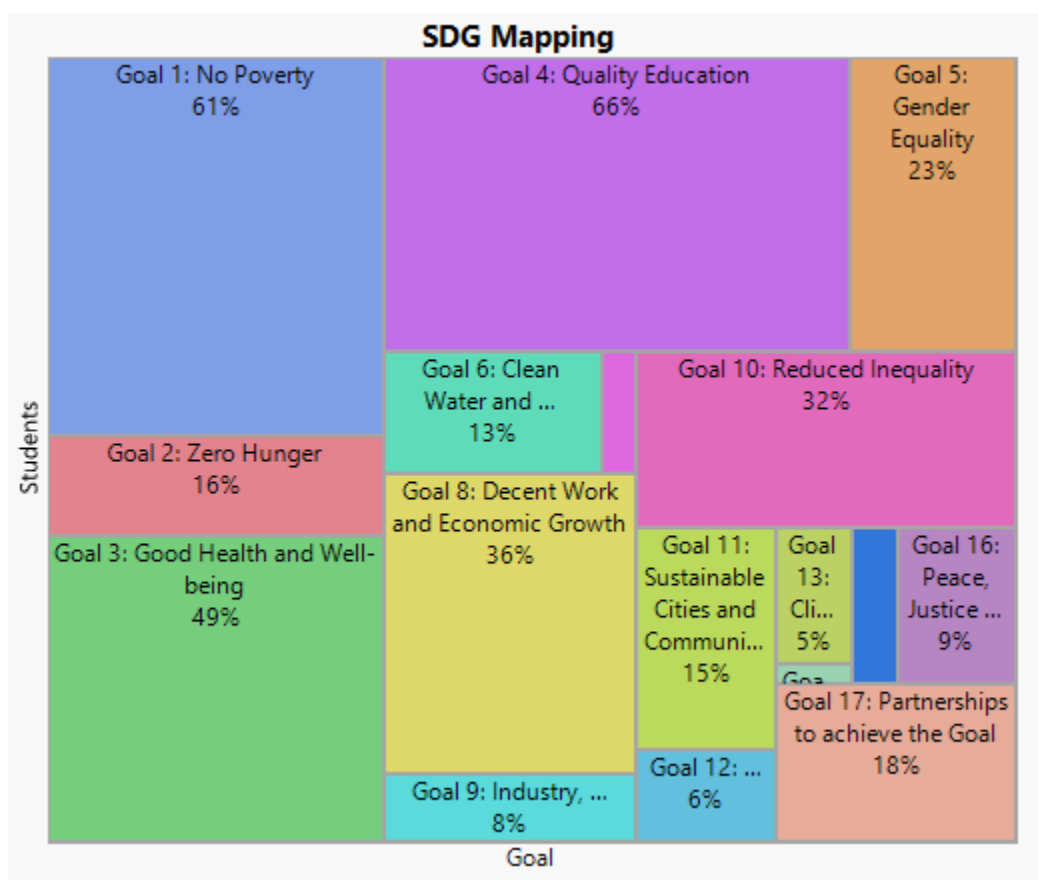 SDG Mapping
Goal 1: No Poverty
61%
Goal 4: Quality Education
66%
Goal 5:
Gender
Equality
23%
Goal 6: Clean
Water and ...
13%
Goal 10: Reduced Inequality
32%
Goal 2: Zero Hunger
16%
Goal 8: Decent Work
and Economic Growth
36%
Goal 3: Good Health and Well-
being
49%
Goal 11:
Sustainable
Cities and
Communi...
15%
Goal
13:
Cli...
5%
Goal 16:
Peace,
Justice ...
9%
Goa...
Goal 17: Partnerships
to achieve the Goal
18%
Goal 12: ...
6%
Goal 9: Industry, ...
8%
Students
Goal